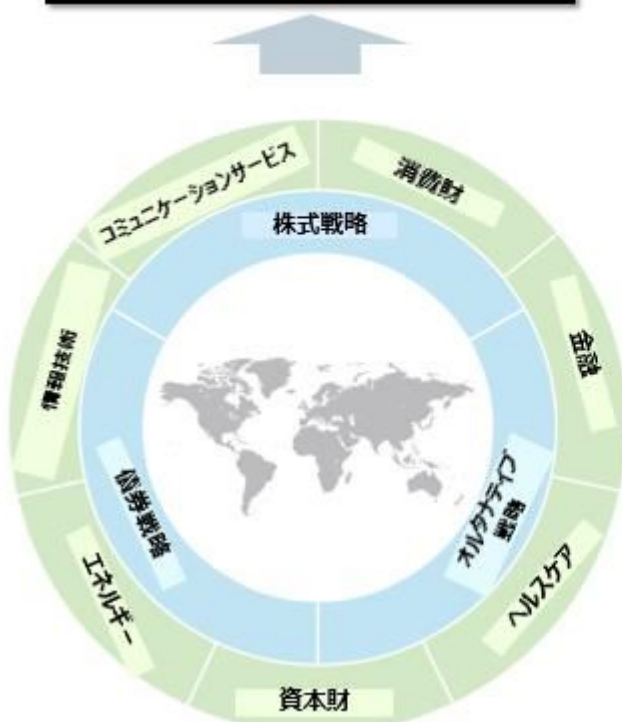 コミュニケーションサービス
消費財
株式戦略
情報技術
金融
債券戦略
オルタナティブ
戦略
エネルギー
ヘルスケア
資本財